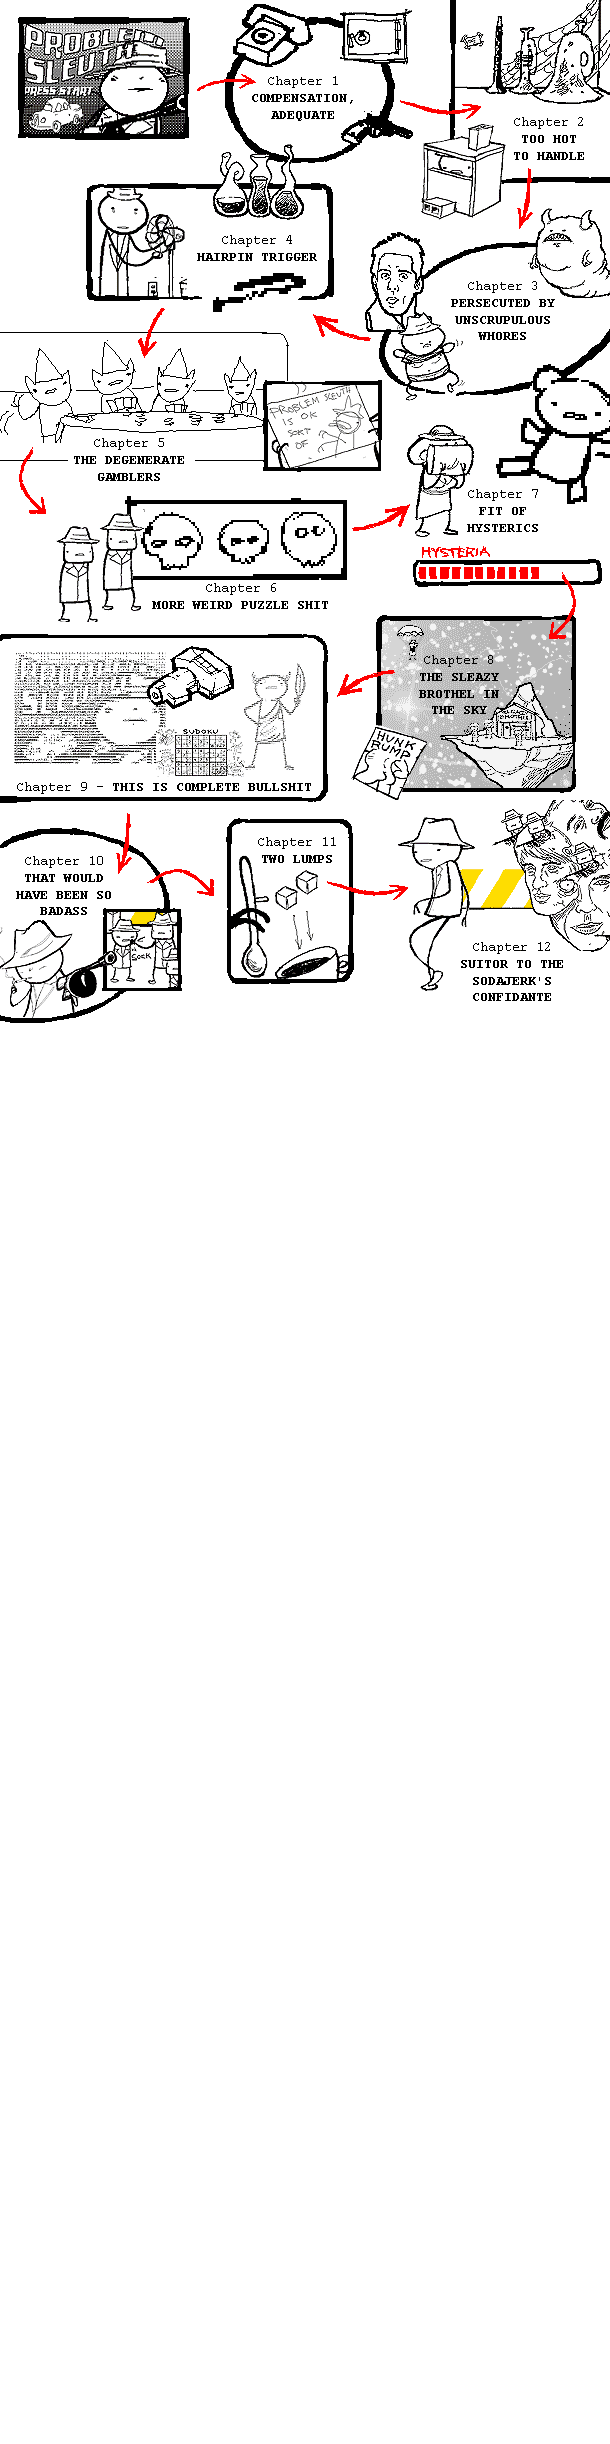 PROBLEM
SLEUTH
PRESS START
Chapter 1
COMPENSATION,
ADEQUATE
Chapter 2
TOO HOT
TO HANDLE
Chapter 3
PERSECUTED BY
UNSCRUPULOUS
WHORES
Chapter 4
HAIRPIN TRIGGER
Chapter 5
THE DEGENERATE
GAMBLERS
PROBLEM SLEUTH
IS OK
SORT
OF
Chapter 6
MORE WEIRD PUZZLE SHIT
Chapter 7
FIT OF
HYSTERICS
HYSTERIA
Chapter 8
THE SLEAZY
BROTHEL IN
THE SKY
HUNK
RUMP
PROBLEM
SLEUTH
SUDOKU
Chapter 9 - THIS IS COMPLETE BULLSHIT
Chapter 10
THAT WOULD
HAVE BEEN SO
BADASS
SOCK
Chapter 11
TWO LUMPS
Chapter 12
SUITOR TO THE
SODAJERK'S
CONFIDANTE